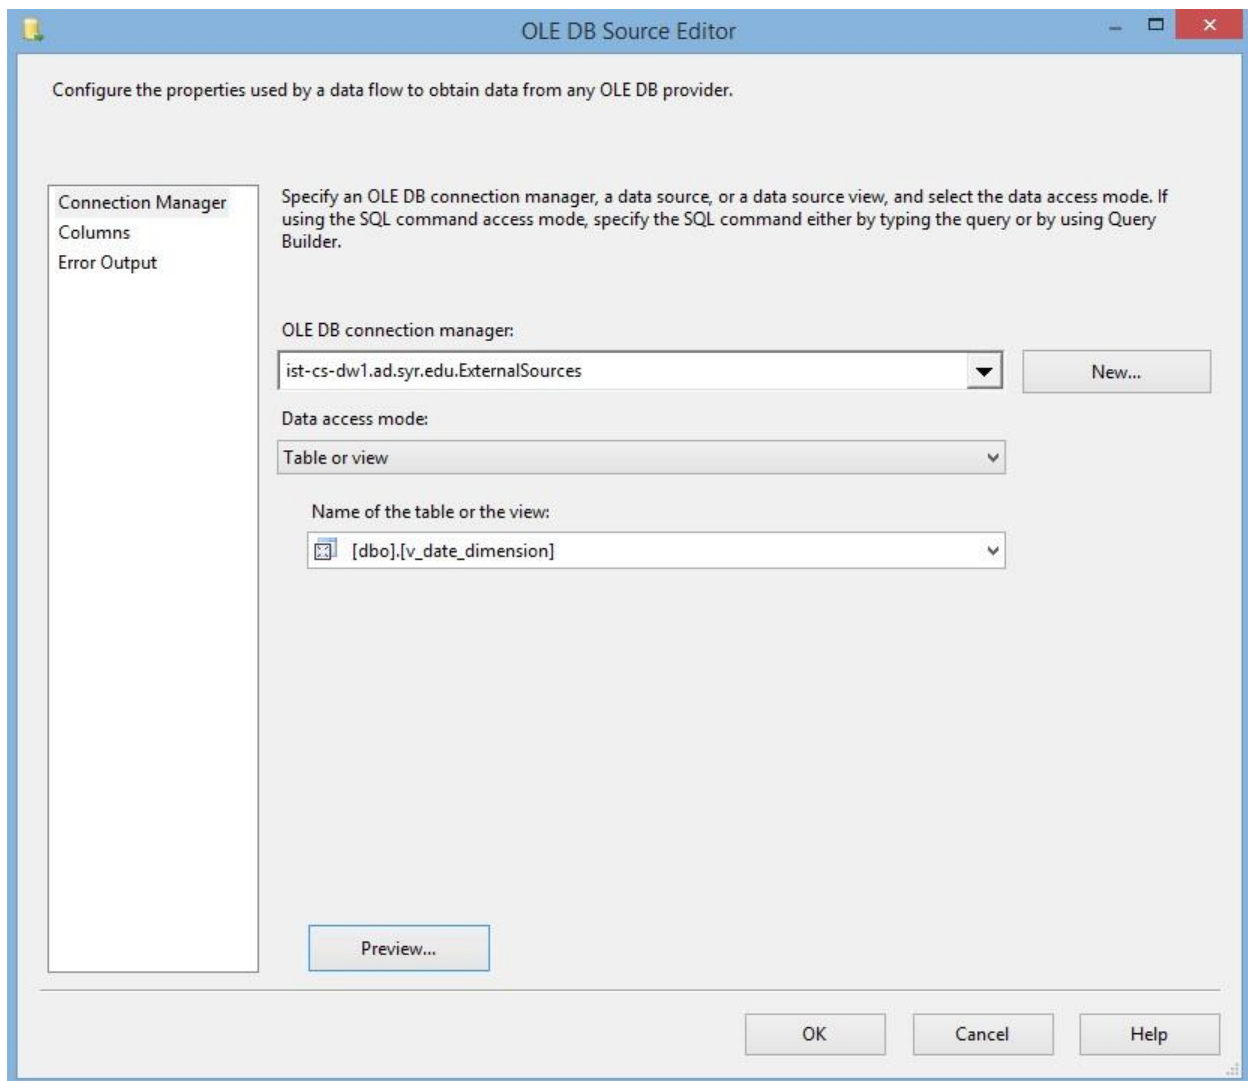 OLE DB Source Editor
Configure the properties used by a data flow to obtain data from any OLE DB provider.
Connection Manager
Columns
Error Output
Specify an OLE DB connection manager, a data source, or a data source view, and select the data access mode. If
using the SQL command access mode, specify the SQL command either by typing the query or by using Query
Builder.
OLE DB connection manager:
ist-cs-dw1.ad.syr.edu.ExternalSources
New...
Data access mode:
Table or view
Name of the table or the view:
[dbo].[v_date_dimension]
Preview...
OK
Cancel
Help